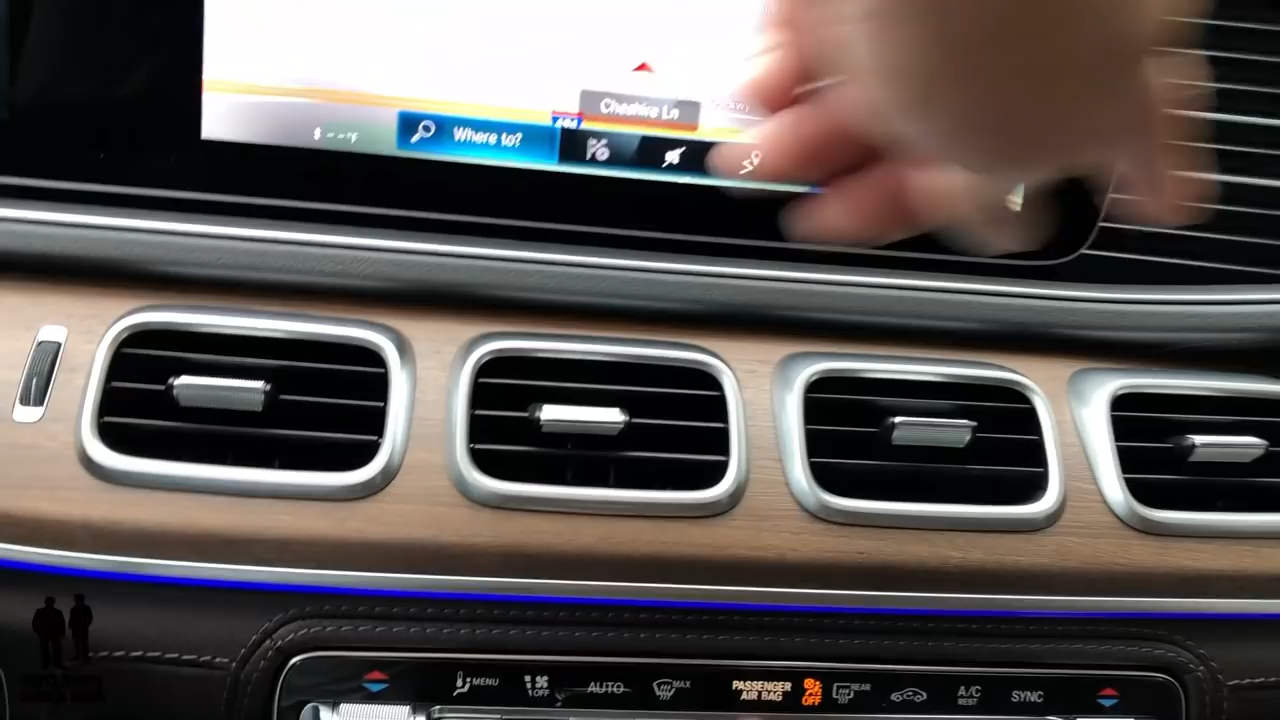 Cheshire Ln
Where to?
MENU
OFF
AUTO
MAX
PASSENGER
AIR BAG
OFF
REAR
A/C
REST
SYNC